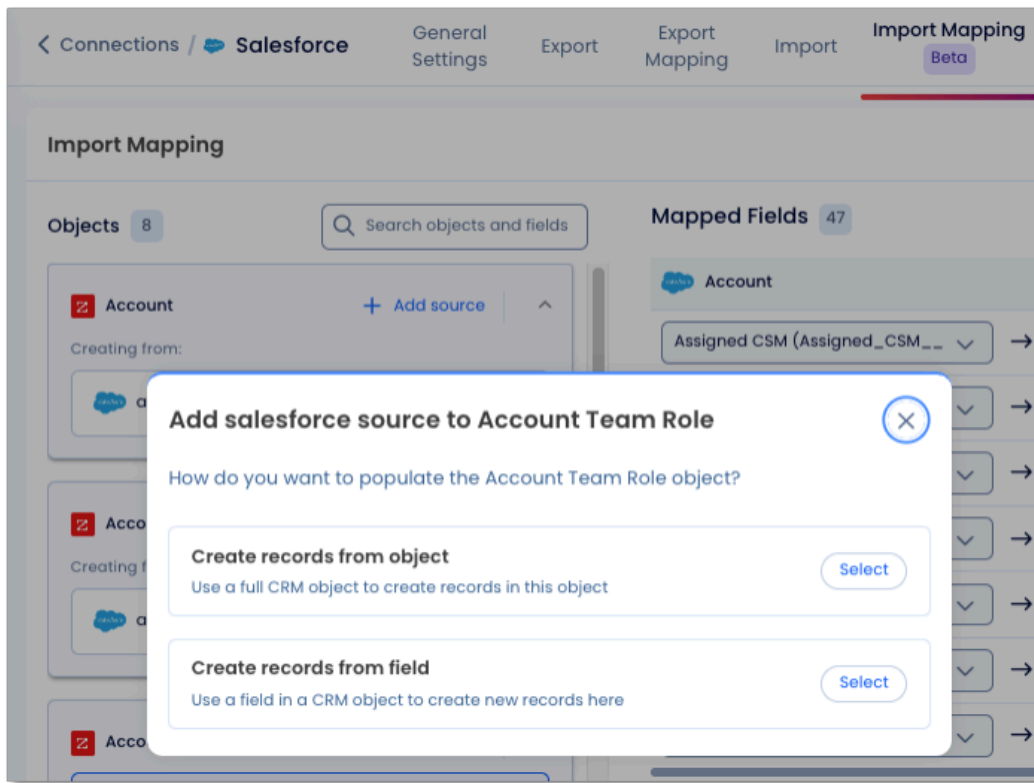 Connections / Salesforce
General Settings
Export
Export Mapping
Import
Import Mapping
Beta
Import Mapping
Objects 8
Search objects and fields
Mapped Fields 47
Account
Add source
Creating from:
Account
Assigned CSM (Assigned_CSM__
Add salesforce source to Account Team Role
How do you want to populate the Account Team Role object?
Create records from object
Use a full CRM object to create records in this object
Select
Create records from field
Use a field in a CRM object to create new records here
Select